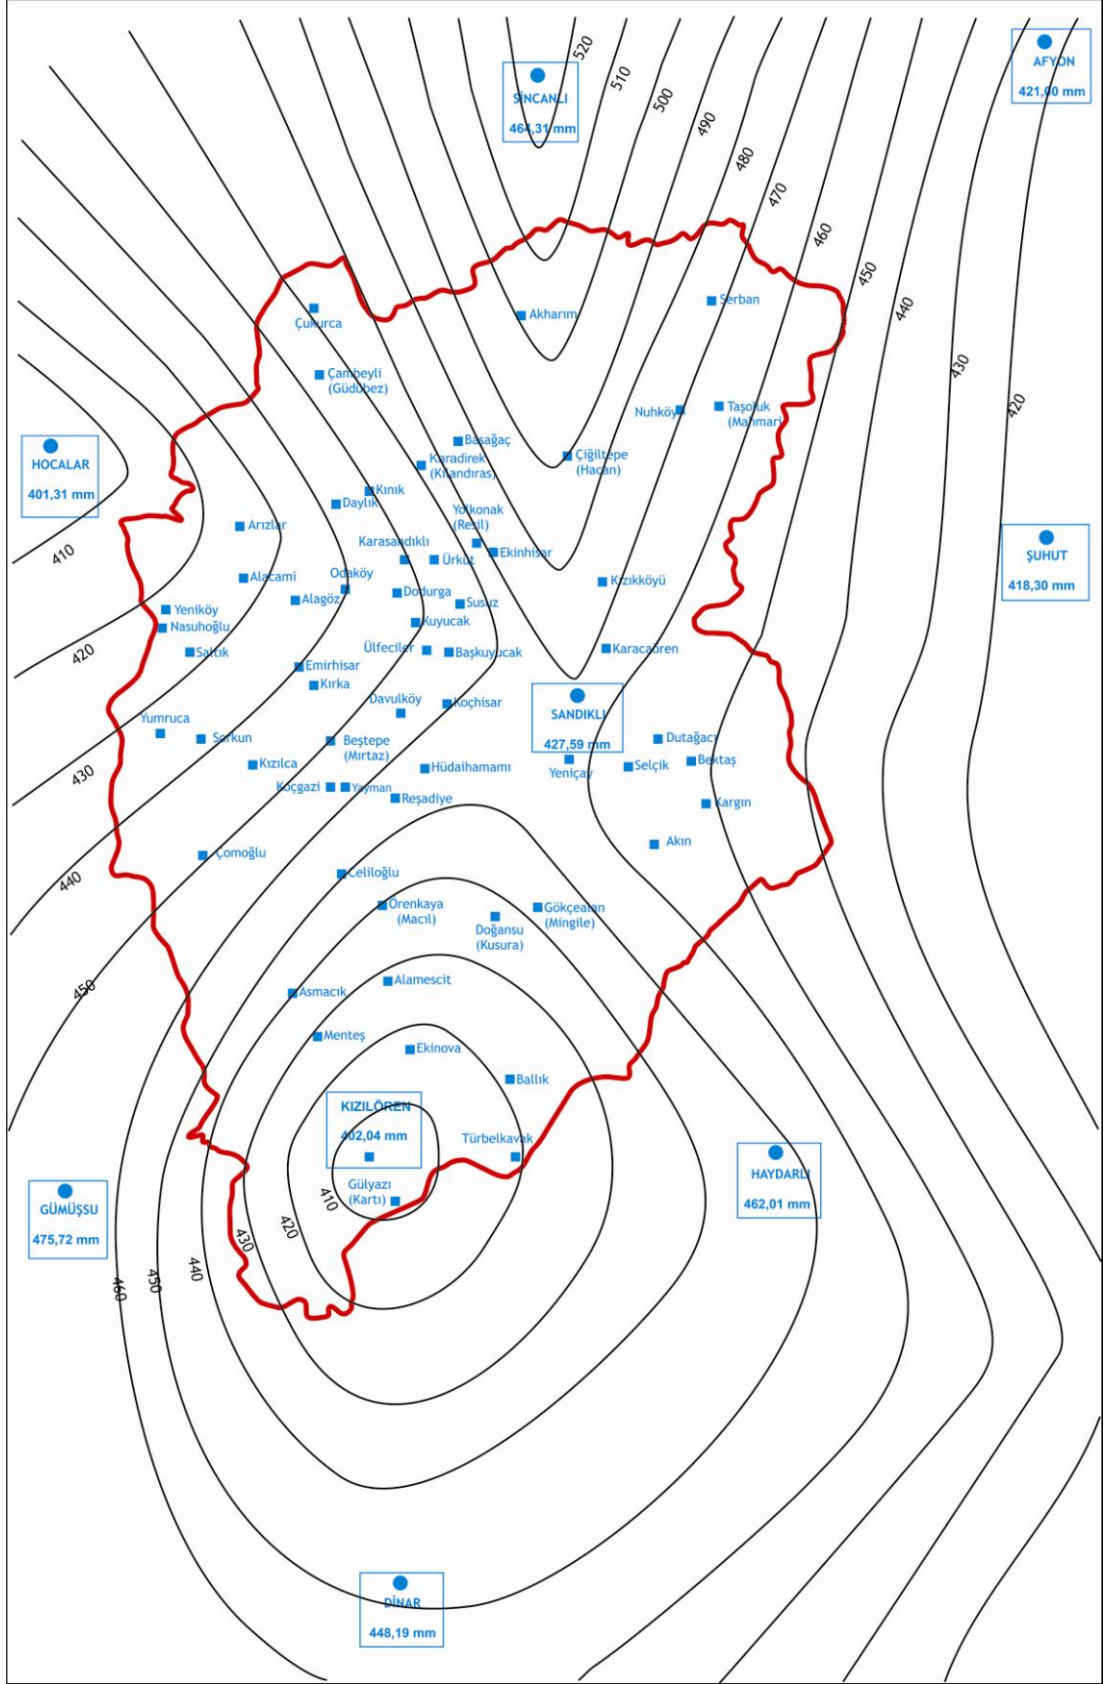 520
510
500
490
480
470
460
450
440
430
420
AFYON
421,00 mm
SİNCANLI
464,31 mm
Çukurca
Akharım
Serban
Çambeyli
(Güdübez)
Nuhköy
Taşoluk
(Mahmari
HOCALAR
401,31 mm
Başağaç
Karadirek
(Kılandıras)
Çiğiltepe
(Hacan)
Kınık
Daylık
Yolkonak
(Resil)
Arızlar
Karasandıklı
Ürküt
Ekinhisar
410
ŞUHUT
418,30 mm
Alacami
Odaköy
Kızıkköyü
Alagöz
Dodurga
Susuz
Yeniköy
Nasuhoğlu
Kuyucak
420
Saltık
Ülfeciler
Başkuyucak
Karacaören
Emirhisar
Kırka
Davulköy
Koçhisar
SANDIKLI
427,59 mm
Yumruca
Sorkun
Beştepe
(Mırtaz)
Dutağacı
430
Kızılca
Hüdaihamamı
Yeniçay
Selçik
Bektaş
Koçgazi
Yayman
Reşadiye
Kargın
Akın
440
Çomoğlu
Celiloğlu
Örenkaya
(Macıl)
Doğansu
(Kusura)
Gökçealan
(Mingile)
450
Asmacık
Alamescit
Menteş
Ekinova
Ballık
KIZILÖREN
402,04 mm
Türbelkavak
HAYDARLI
462,01 mm
Gülyazı
(Kartı)
GÜMÜŞSU
475,72 mm
410
420
430
440
450
460
DİNAR
448,19 mm